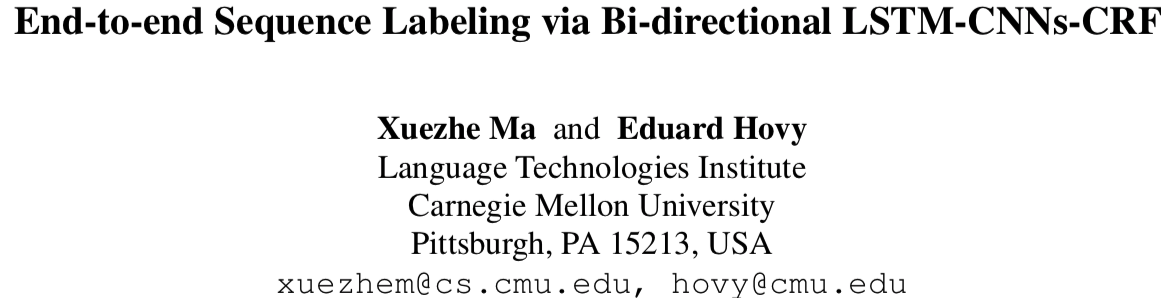 End-to-end Sequence Labeling via Bi-directional LSTM-CNNs-CRF
Xuezhe Ma and Eduard Hovy
Language Technologies Institute
Carnegie Mellon University
Pittsburgh, PA 15213, USA
xuezhem@cs.cmu.edu, hovy@cmu.edu